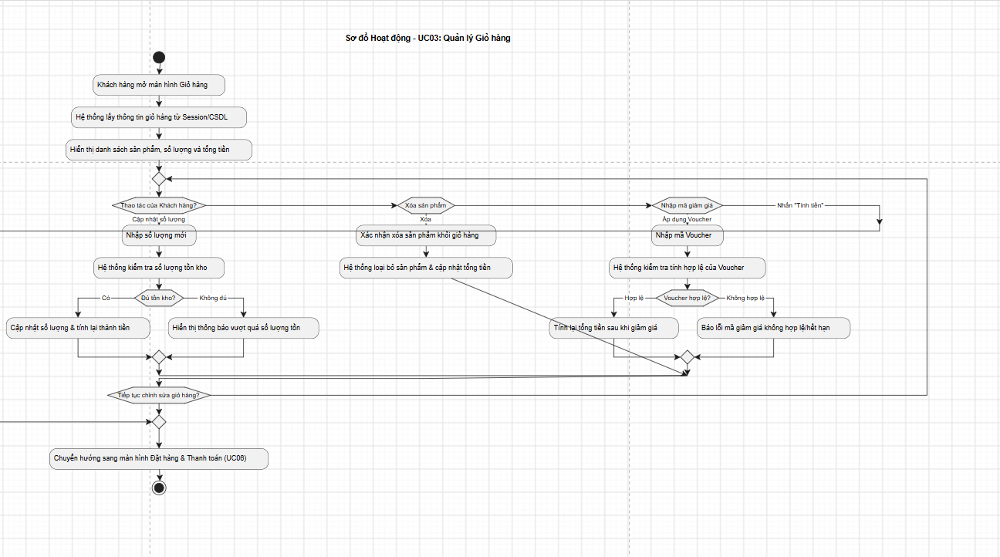 Sơ đồ Hoạt động - UC03: Quản lý Giỏ hàng
Khách hàng mở màn hình Giỏ hàng
Hệ thống lấy thông tin giỏ hàng từ Session/CSDL
Hiển thị danh sách sản phẩm, số lượng và tổng tiền
Thao tác của Khách hàng?
Xóa sản phẩm
Nhập mã giảm giá
Nhấn "Tính tiền"
Cập nhật số lượng
Xóa
Áp dụng Voucher
Nhập số lượng mới
Xác nhận xóa sản phẩm khỏi giỏ hàng
Nhập mã Voucher
Hệ thống kiểm tra số lượng tồn kho
Hệ thống loại bỏ sản phẩm & cập nhật tổng tiền
Hệ thống kiểm tra tính hợp lệ của Voucher
Có
Đủ tồn kho?
Không đủ
Hợp lệ
Voucher hợp lệ?
Không hợp lệ
Cập nhật số lượng & tính lại thành tiền
Hiển thị thông báo vượt quá số lượng tồn
Tính lại tổng tiền sau khi giảm giá
Báo lỗi mã giảm giá không hợp lệ/hết hạn
Tiếp tục chỉnh sửa giỏ hàng?
Chuyển hướng sang màn hình Đặt hàng & Thanh toán (UC06)